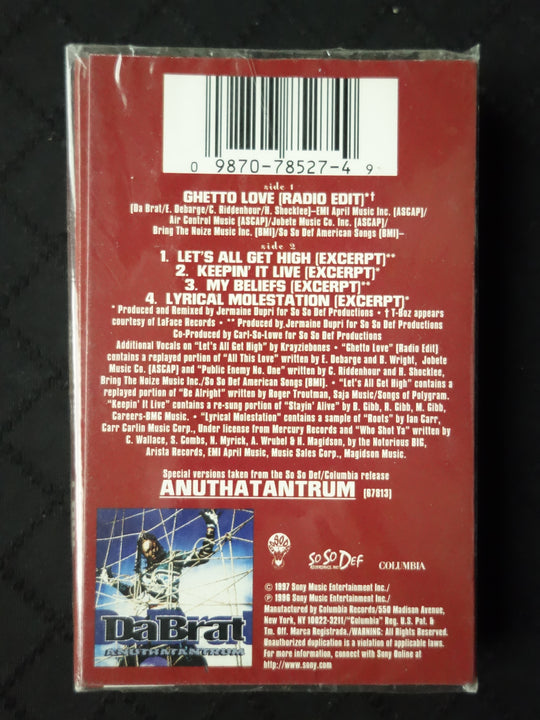 0 9870-78527-4 9
side 1
GHETTO LOVE (RADIO EDIT)*†
(Da Brat/E. Debarge/C. Riddenhour/H. Shocklee)–EMI April Music Inc. (ASCAP)/
Air Control Music (ASCAP)/Jobete Music Co. Inc. (ASCAP)/
Bring The Noize Music Inc. (BMI)/So So Def American Songs (BMI)–
side 2
1. LET'S ALL GET HIGH (EXCERPT)**
2. KEEPIN' IT LIVE (EXCERPT)*
3. MY BELIEFS (EXCERPT)**
4. LYRICAL MOLESTATION (EXCERPT)*
* Produced and Remixed by Jermaine Dupri for So So Def Productions • † T-Boz appears
courtesy of LaFace Records • ** Produced by Jermaine Dupri for So So Def Productions
Co-Produced by Carl-So-Lowe for So So Def Productions
Additional Vocals on "Let's All Get High" by Krayziebones • "Ghetto Love" (Radio Edit)
contains a replayed portion of "All This Love" written by E. Debarge and B. Wright, Jobete
Music Co. (ASCAP) and "Public Enemy No. One" written by C. Riddenhour and H. Shecklee,
Bring The Noize Music Inc./So So Def American Songs (BMI). • "Let's All Get High" contains a
replayed portion of "Be Alright" written by Roger Troutman, Saja Music/Songs of Polygram.
"Keepin' It Live" contains a re-sung portion of "Stayin' Alive" by B. Gibb, R. Gibb, M. Gibb,
Careers-BMG Music. • "Lyrical Molestation" contains a sample of "Roots" by Ian Carr,
Carr Carlin Music Corp., Under license from Mercury Records and "Who Shot Ya" written by
C. Wallace, S. Combs, H. Myrick, A. Wrubel & H. Magidson, by the Notorious BIG,
Arista Records, EMI April Music, Music Sales Corp., Magidson Music.
Special versions taken from the So So Def/Columbia release
ANUTHATANTRUM (67813)
SO SO DEF
RECORDINGS, INC.
COLUMBIA
© 1997 Sony Music Entertainment Inc./
℗ 1996 Sony Music Entertainment Inc./
Manufactured by Columbia Records/550 Madison Avenue,
New York, NY 10022-3211/"Columbia" Reg. U.S. Pat. &
Tm. Off. Marca Registrada./WARNING: All Rights Reserved.
Unauthorized duplication is a violation of applicable laws.
For more information, connect with Sony Online at
http://www.sony.com
Da Brat
ANUTHATANTRUM